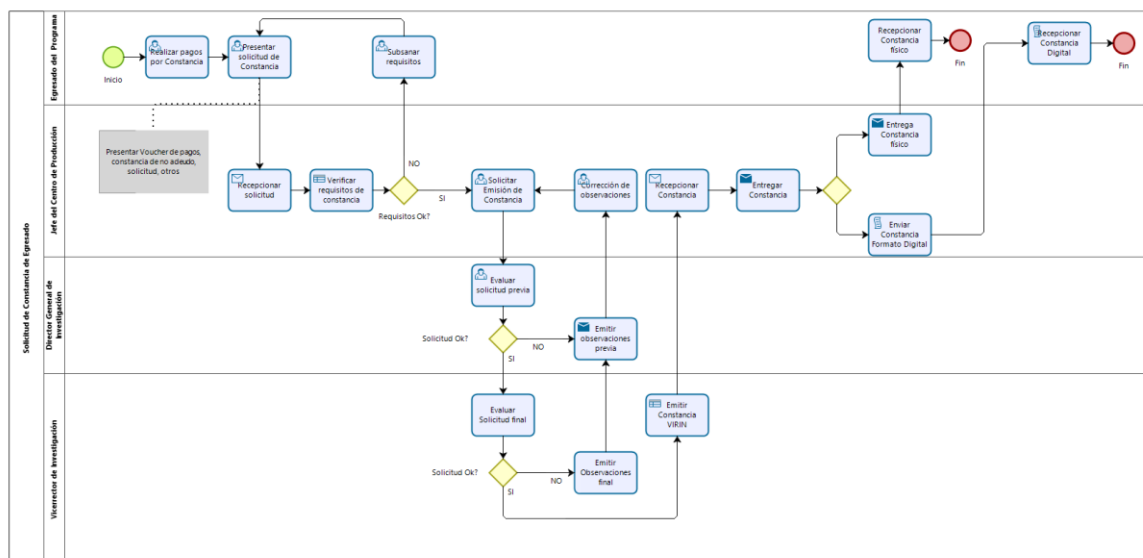 Solicitud de Constancia de Egresado
Egresado del Programa
Inicio
Realizar pagos
por Constancia
Presentar
solicitud de
Constancia
Subsanar
requisitos
Recepcionar
Constancia
físico
Fin
Recepcionar
Constancia
Digital
Fin
Jefe del Centro de Producción
Presentar Voucher de pagos,
constancia de no adeudo,
solicitud, otros
Recepcionar
solicitud
Verificar
requisitos de
constancia
NO
Requisitos Ok?
SI
Solicitar
Emisión de
Constancia
Corrección de
observaciones
Recepcionar
Constancia
Entregar
Constancia
Entrega
Constancia
físico
Enviar
Constancia
Formato Digital
Director General de
Investigación
Evaluar
solicitud previa
Solicitud Ok?
NO
SI
Emitir
observaciones
previa
Vicerrector de Investigación
Evaluar
Solicitud final
Solicitud Ok?
NO
SI
Emitir
Observaciones
final
Emitir
Constancia
VIRIN